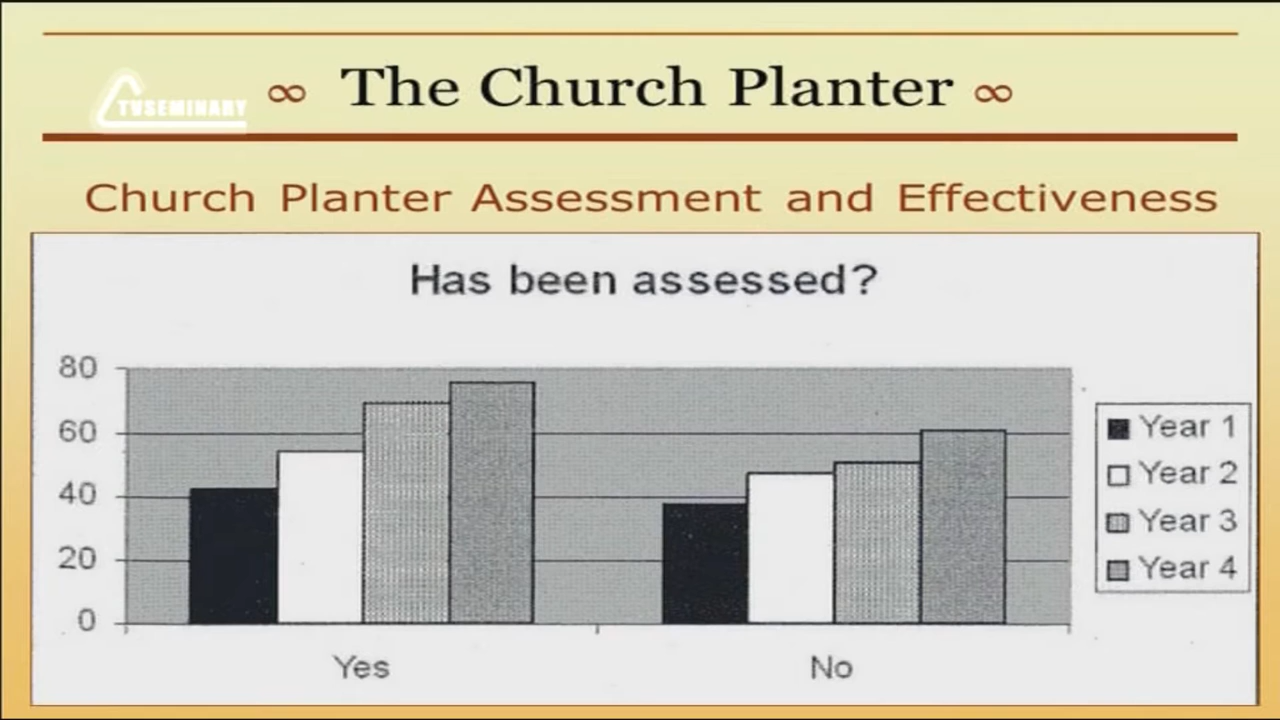 ∞ The Church Planter ∞
TVSEMINARY
Church Planter Assessment and Effectiveness
Has been assessed?
80
60
40
20
0
Yes No
Year 1
Year 2
Year 3
Year 4